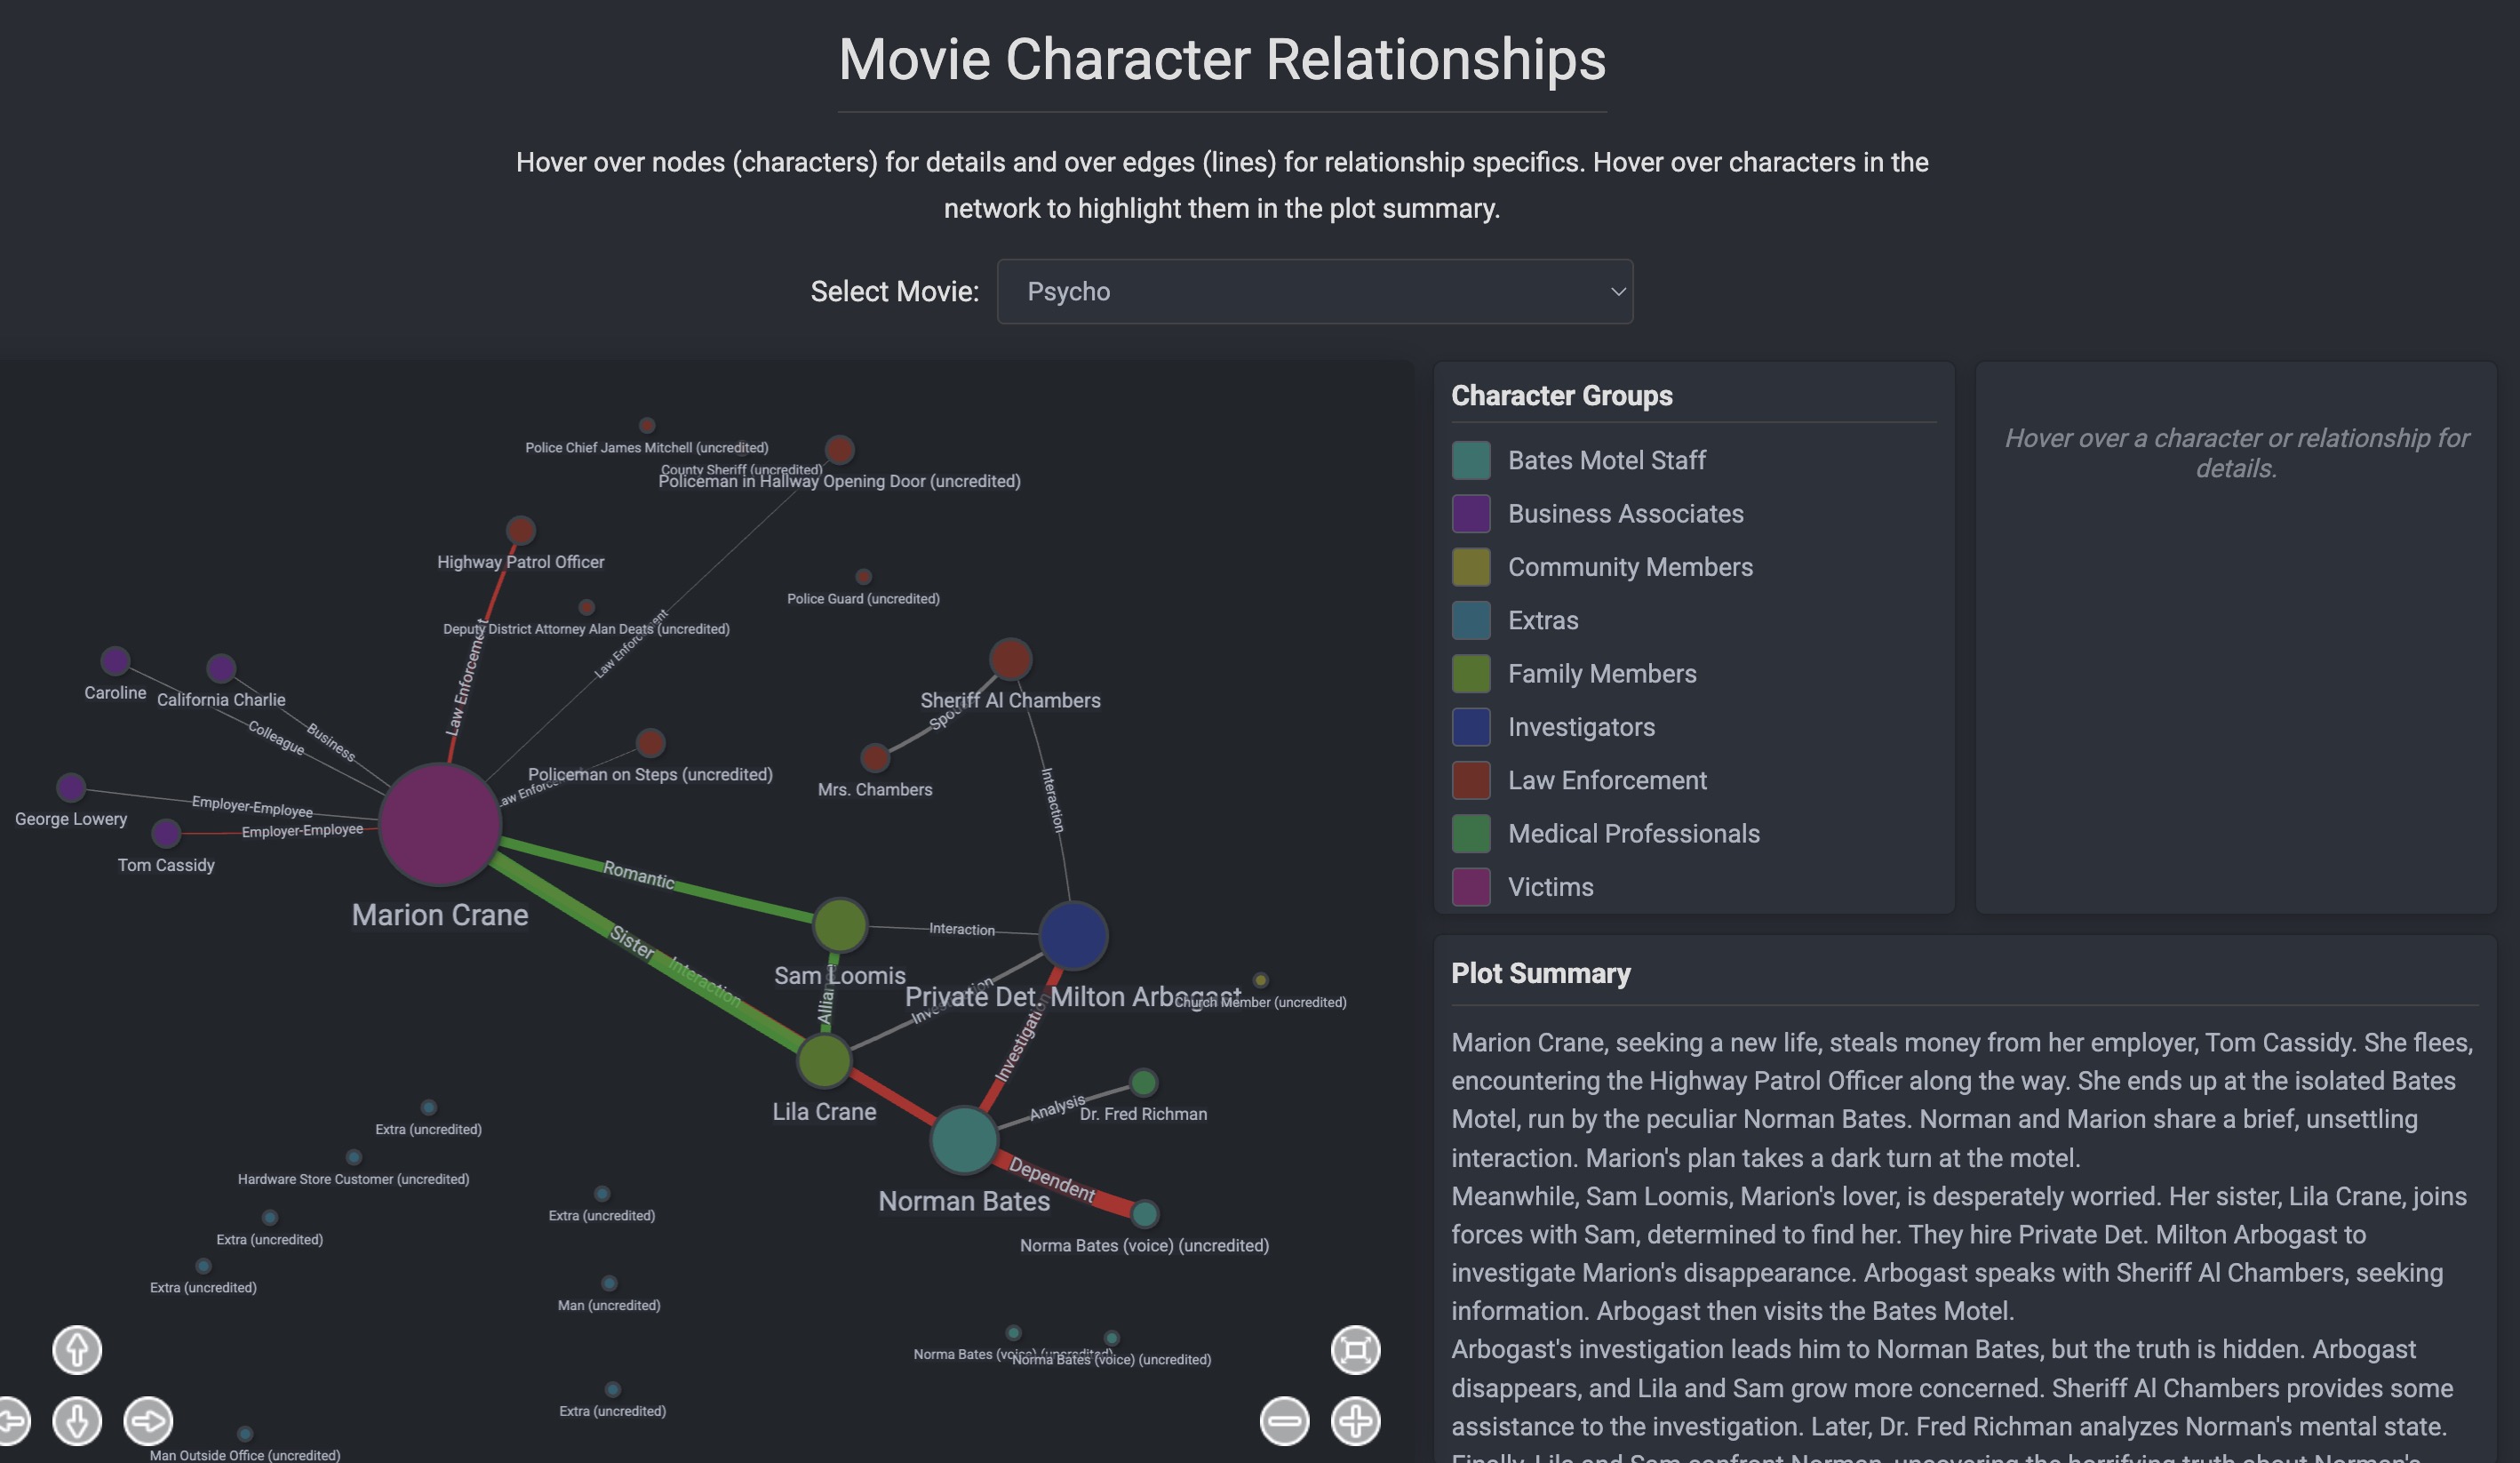 Movie Character Relationships
Hover over nodes (characters) for details and over edges (lines) for relationship specifics. Hover over characters in the
network to highlight them in the plot summary.
Select Movie:
Psycho
Police Chief James Mitchell (uncredited)
County Sheriff (uncredited)
Policeman in Hallway Opening Door (uncredited)
Highway Patrol Officer
Police Guard (uncredited)
Deputy District Attorney Alan Deats (uncredited)
Law Enforcement
Law Enforcement
Caroline
California Charlie
Colleague
Business
Sheriff Al Chambers
Mrs. Chambers
Policeman on Steps (uncredited)
Interaction
George Lowery
Employer-Employee
Employer-Employee
Tom Cassidy
Romantic
Marion Crane
Sister
Interaction
Interaction
Sam Loomis
Private Det. Milton Arbogast
Church Member (uncredited)
Investigation
Lila Crane
Analysis
Dr. Fred Richman
Dependent
Norman Bates
Norma Bates (voice) (uncredited)
Extra (uncredited)
Hardware Store Customer (uncredited)
Extra (uncredited)
Extra (uncredited)
Extra (uncredited)
Man (uncredited)
Norma Bates (voice) (uncredited)
Norma Bates (voice) (uncredited)
Extra (uncredited)
Man Outside Office (uncredited)
Character Groups
Bates Motel Staff
Business Associates
Community Members
Extras
Family Members
Investigators
Law Enforcement
Medical Professionals
Victims
Hover over a character or relationship for
details.
Plot Summary
Marion Crane, seeking a new life, steals money from her employer, Tom Cassidy. She flees,
encountering the Highway Patrol Officer along the way. She ends up at the isolated Bates
Motel, run by the peculiar Norman Bates. Norman and Marion share a brief, unsettling
interaction. Marion's plan takes a dark turn at the motel.
Meanwhile, Sam Loomis, Marion's lover, is desperately worried. Her sister, Lila Crane, joins
forces with Sam, determined to find her. They hire Private Det. Milton Arbogast to
investigate Marion's disappearance. Arbogast speaks with Sheriff Al Chambers, seeking
information. Arbogast then visits the Bates Motel.
Arbogast's investigation leads him to Norman Bates, but the truth is hidden. Arbogast
disappears, and Lila and Sam grow more concerned. Sheriff Al Chambers provides some
assistance to the investigation. Later, Dr. Fred Richman analyzes Norman's mental state.
Finally, Lila and Sam confront Norman, uncovering the horrifying truth about Norman's